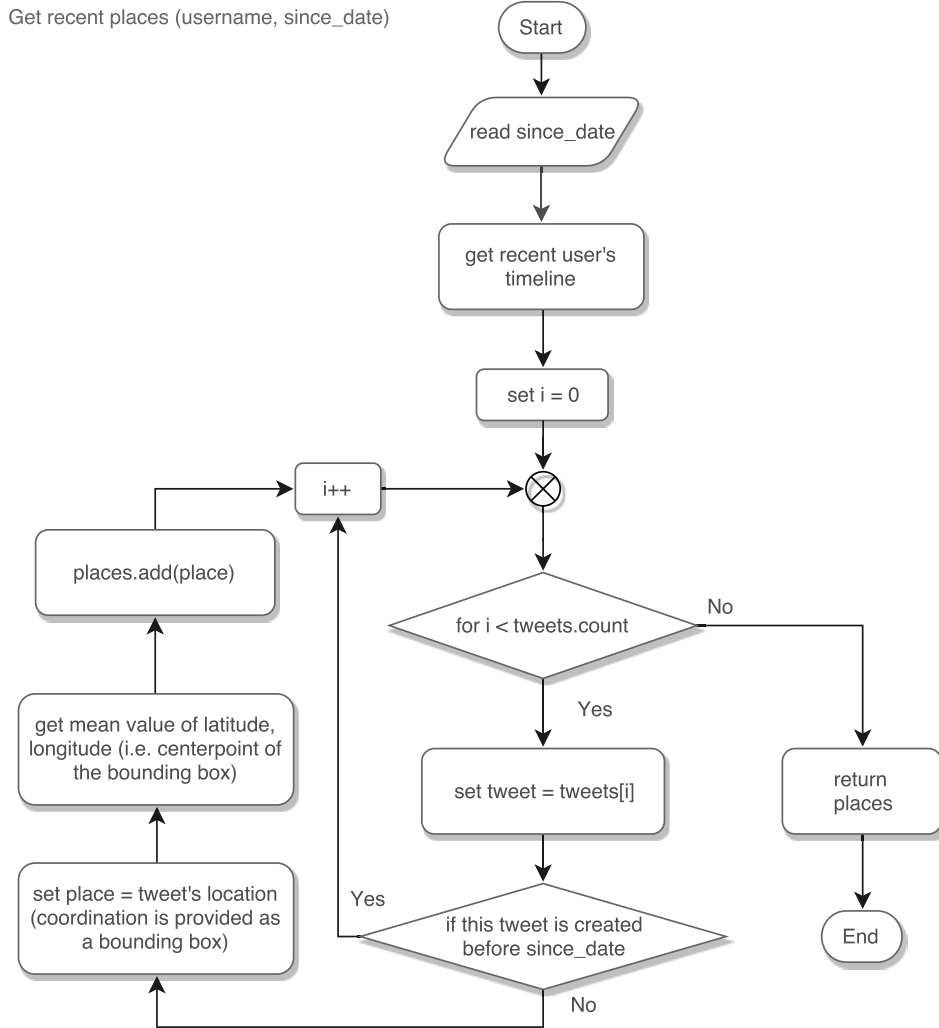 Get recent places (username, since_date)
Start
read since_date
get recent user's
timeline
set i = 0
i++
places.add(place)
for i < tweets.count
No
Yes
get mean value of latitude,
longitude (i.e. centerpoint of
the bounding box)
set tweet = tweets[i]
return
places
set place = tweet's location
(coordination is provided as
a bounding box)
Yes
if this tweet is created
before since_date
End
No